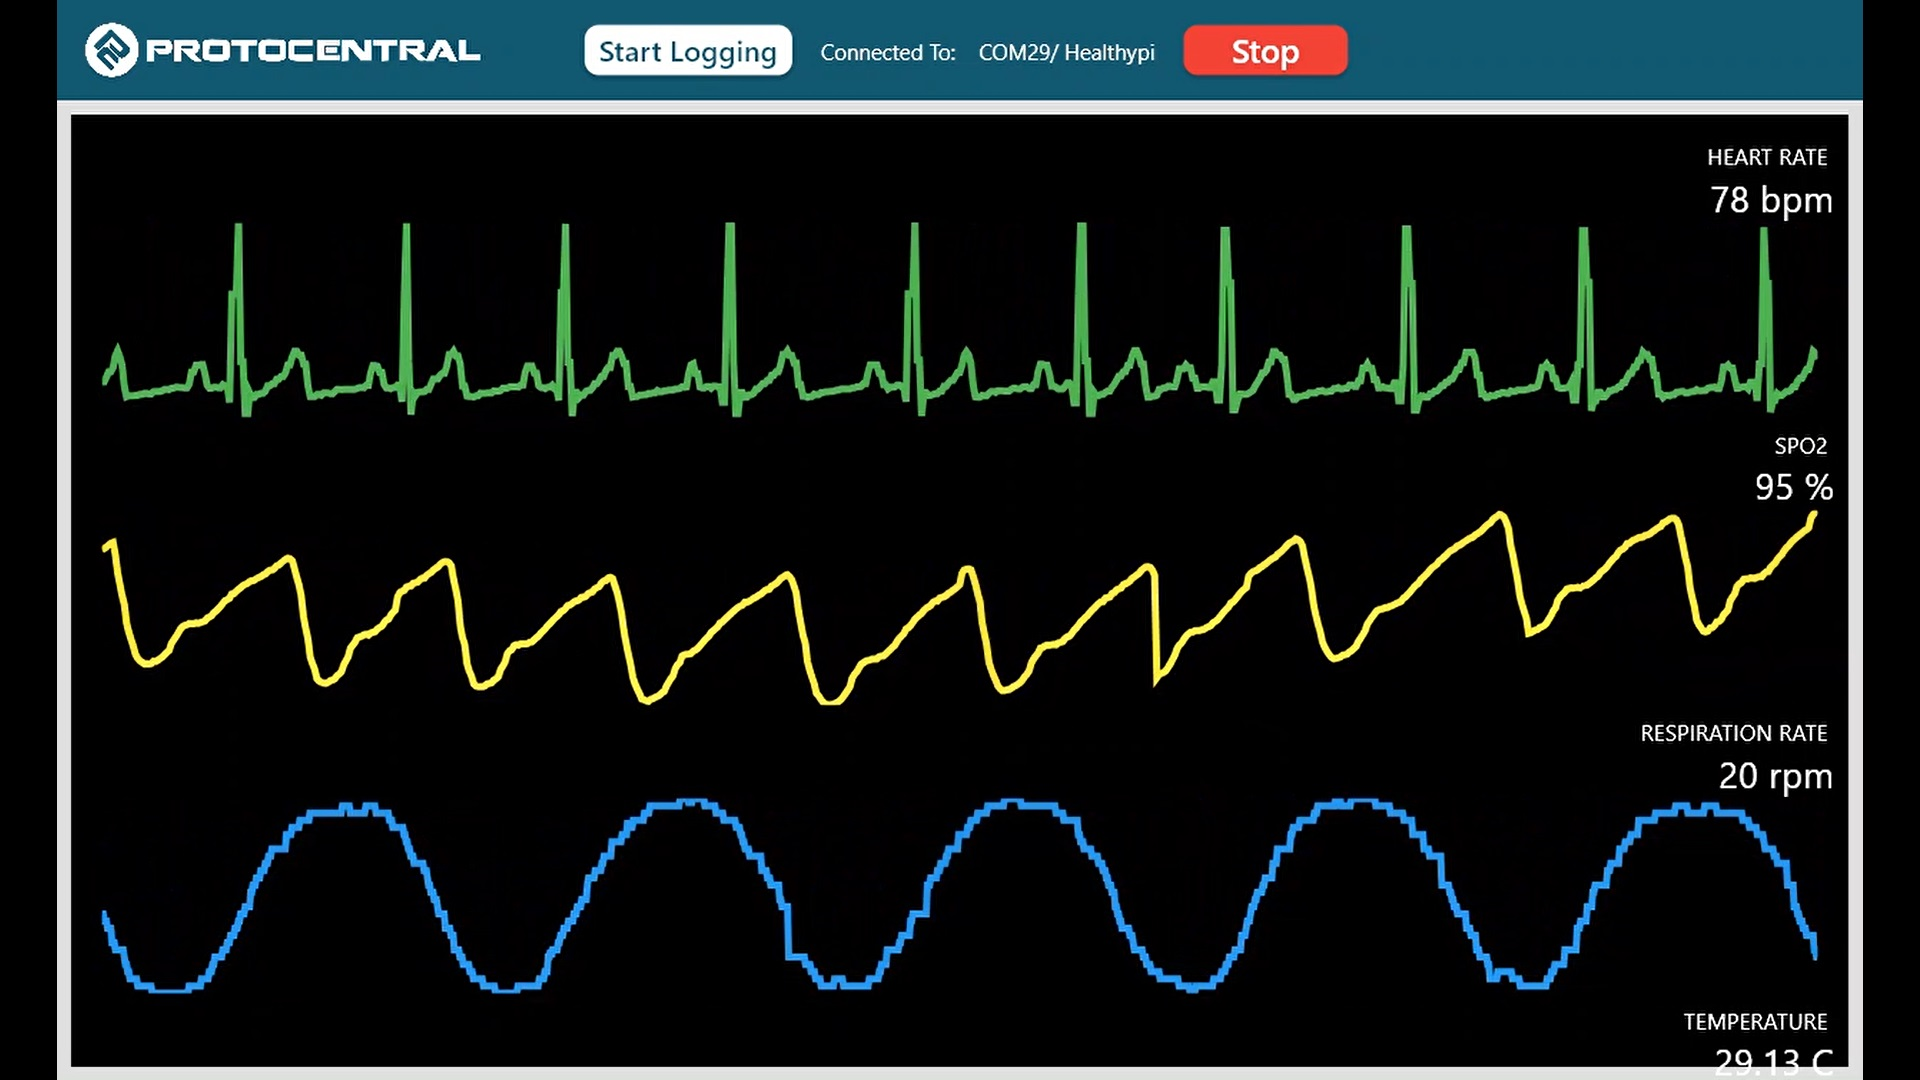 PROTOCENTRAL
Start Logging
Connected To: COM29/ Healthypi
Stop
HEART RATE
78 bpm
SPO2
95 %
RESPIRATION RATE
20 rpm
TEMPERATURE
29.13 C